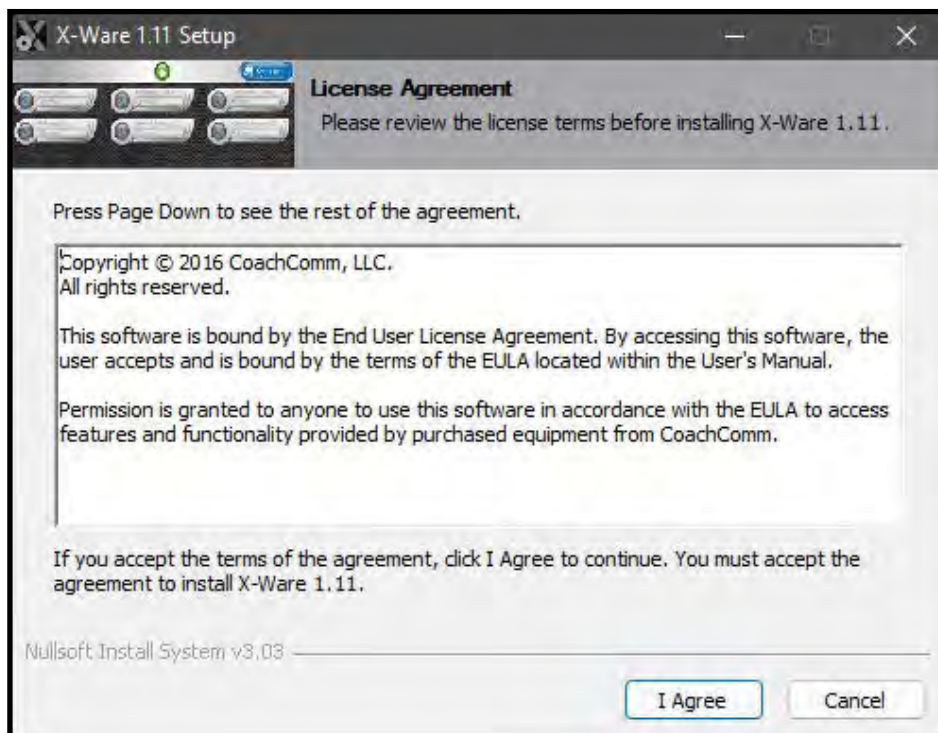 X-Ware 1.11 Setup
License Agreement
Please review the license terms before installing X-Ware 1.11.
Press Page Down to see the rest of the agreement.
Copyright © 2016 CoachComm, LLC.
All rights reserved.
This software is bound by the End User License Agreement. By accessing this software, the
user accepts and is bound by the terms of the EULA located within the User's Manual.
Permission is granted to anyone to use this software in accordance with the EULA to access
features and functionality provided by purchased equipment from CoachComm.
If you accept the terms of the agreement, click I Agree to continue. You must accept the
agreement to install X-Ware 1.11.
Nullsoft Install System v3.03
I Agree
Cancel